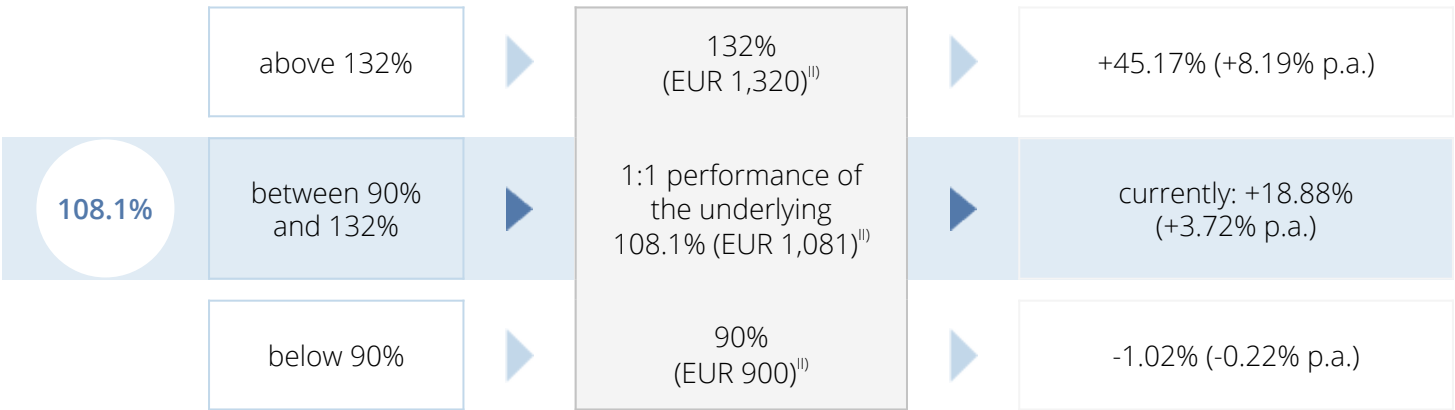 above 132%
132%
(EUR 1,320)II)
+45.17% (+8.19% p.a.)
108.1%
between 90%
and 132%
1:1 performance of
the underlying
108.1% (EUR 1,081)II)
currently: +18.88%
(+3.72% p.a.)
below 90%
90%
(EUR 900)II)
-1.02% (-0.22% p.a.)